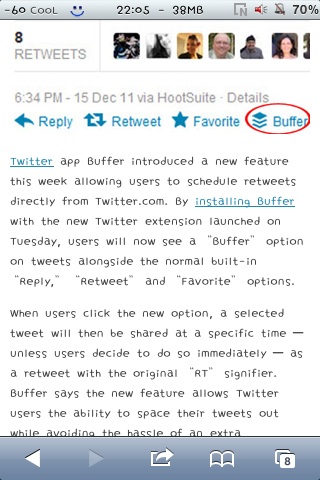 -60 CooL 22:05 - 38MB 70%
8
RETWEETS
6:34 PM - 15 Dec 11 via HootSuite · Details
Reply Retweet Favorite Buffer
Twitter app Buffer introduced a new feature
this week allowing users to schedule retweets
directly from Twitter.com. By installing Buffer
with the new Twitter extension launched on
Tuesday, users will now see a “Buffer” option
on tweets alongside the normal built-in
“Reply,” “Retweet” and “Favorite” options.
When users click the new option, a selected
tweet will then be shared at a specific time —
unless users decide to do so immediately — as
a retweet with the original “RT” signifier.
Buffer says the new feature allows Twitter
users the ability to space their tweets out
while avoiding the hassle of an extra
8